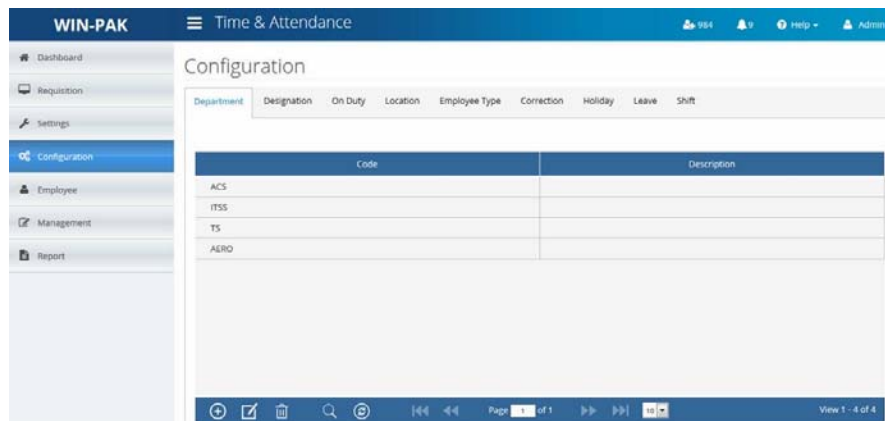 WIN-PAK
Time & Attendance
984
9
Help
Admin
Dashboard
Requisition
Settings
Configuration
Employee
Management
Report
Configuration
Department Designation On Duty Location Employee Type Correction Holiday Leave Shift
Code Description
ACS
ITSS
TS
AERO
Page 1 of 1 10 View 1 - 4 of 4